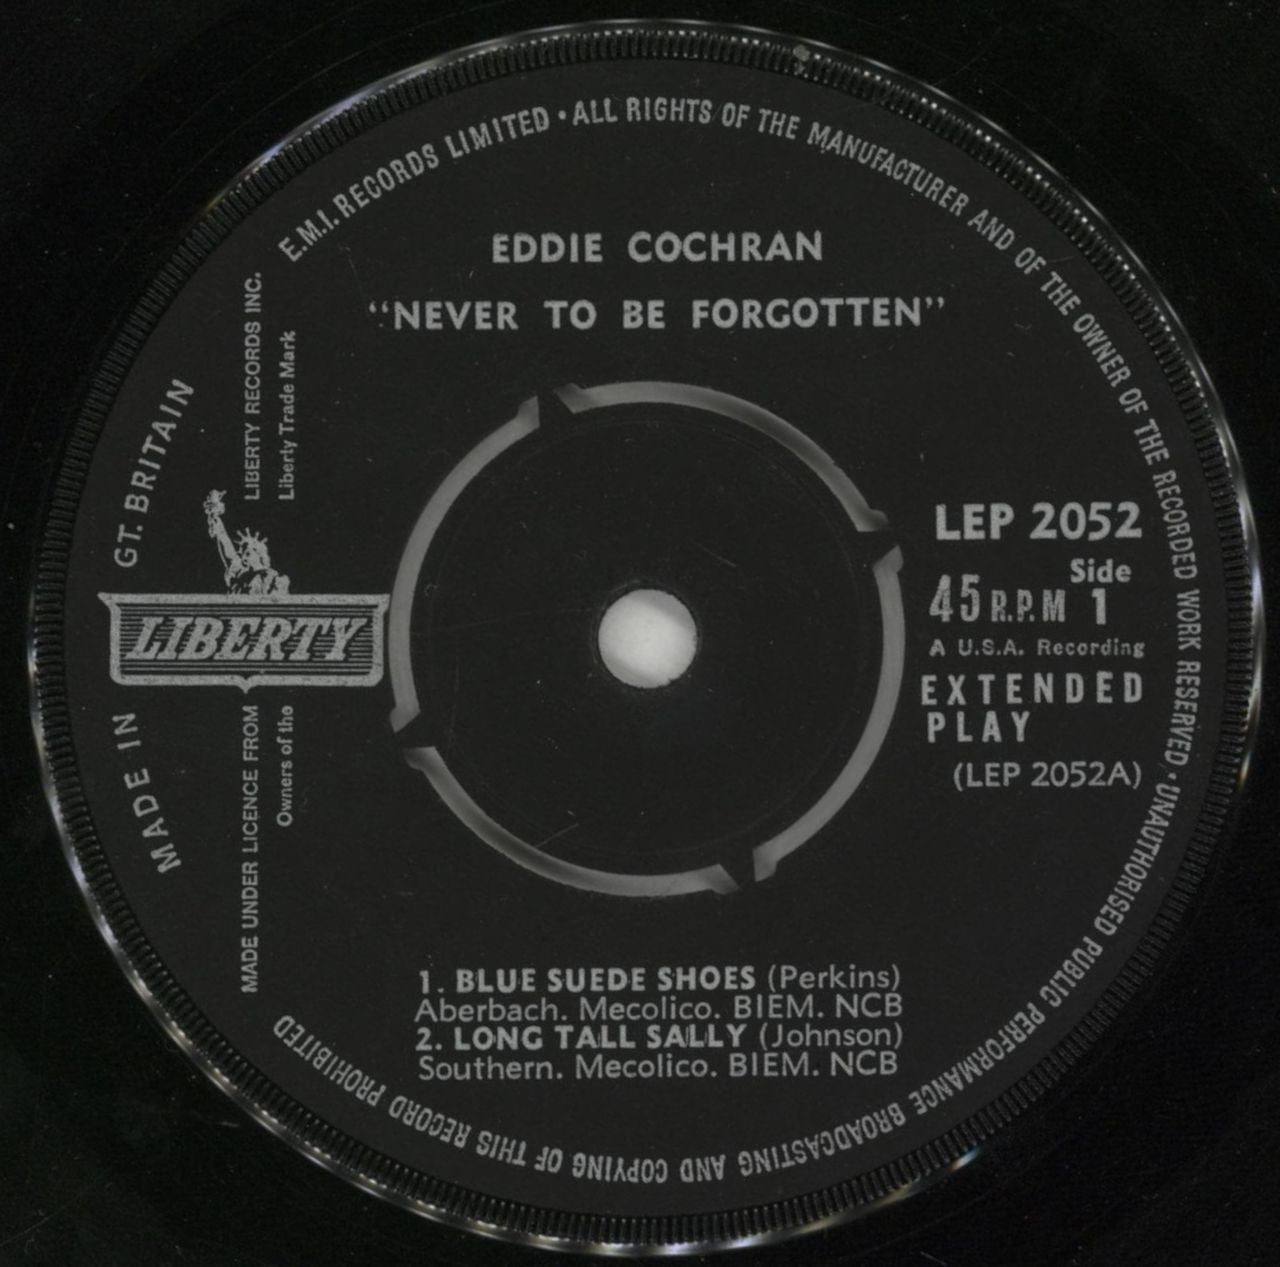 E.M.I. RECORDS LIMITED • ALL RIGHTS OF THE MANUFACTURER AND OF THE OWNER OF THE RECORDED WORK RESERVED • UNAUTHORISED PUBLIC PERFORMANCE BROADCASTING AND COPYING OF THIS RECORD PROHIBITED
EDDIE COCHRAN
“NEVER TO BE FORGOTTEN”
MADE IN GT. BRITAIN
MADE UNDER LICENCE FROM LIBERTY RECORDS INC.
Owners of the Liberty Trade Mark
LIBERTY
LEP 2052
Side
45 R.P.M 1
A U.S.A. Recording
EXTENDED
PLAY
(LEP 2052A)
1. BLUE SUEDE SHOES (Perkins)
Aberbach. Mecolico. BIEM. NCB
2. LONG TALL SALLY (Johnson)
Southern. Mecolico. BIEM. NCB